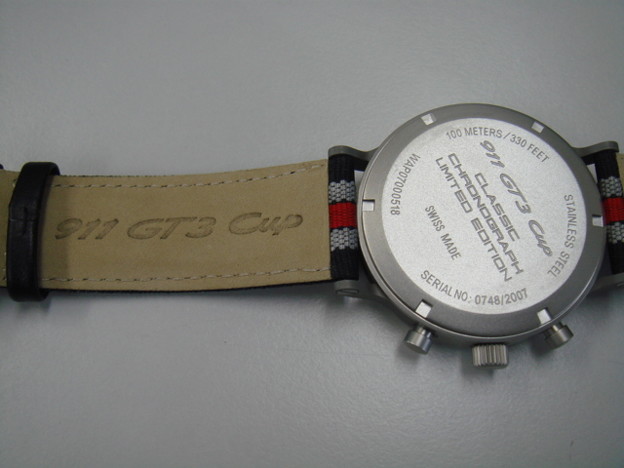 911 GT3 Cup
100 METERS / 330 FEET
STAINLESS STEEL
WAP07000518
911 GT3 Cup
CLASSIC
CHRONOGRAPH
LIMITED EDITION
SWISS MADE
SERIAL NO: 0748/2007